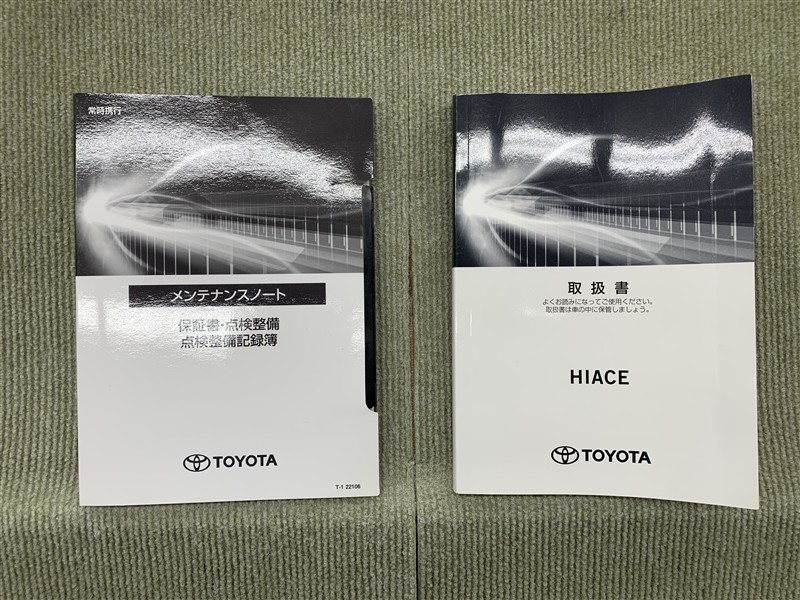 常時携行
メンテナンスノート
保証書・点検整備
点検整備記録簿
TOYOTA
T-1 22106
取扱書
よくお読みになってご使用ください。
取扱書は車の中に保管しましょう。
HIACE
TOYOTA